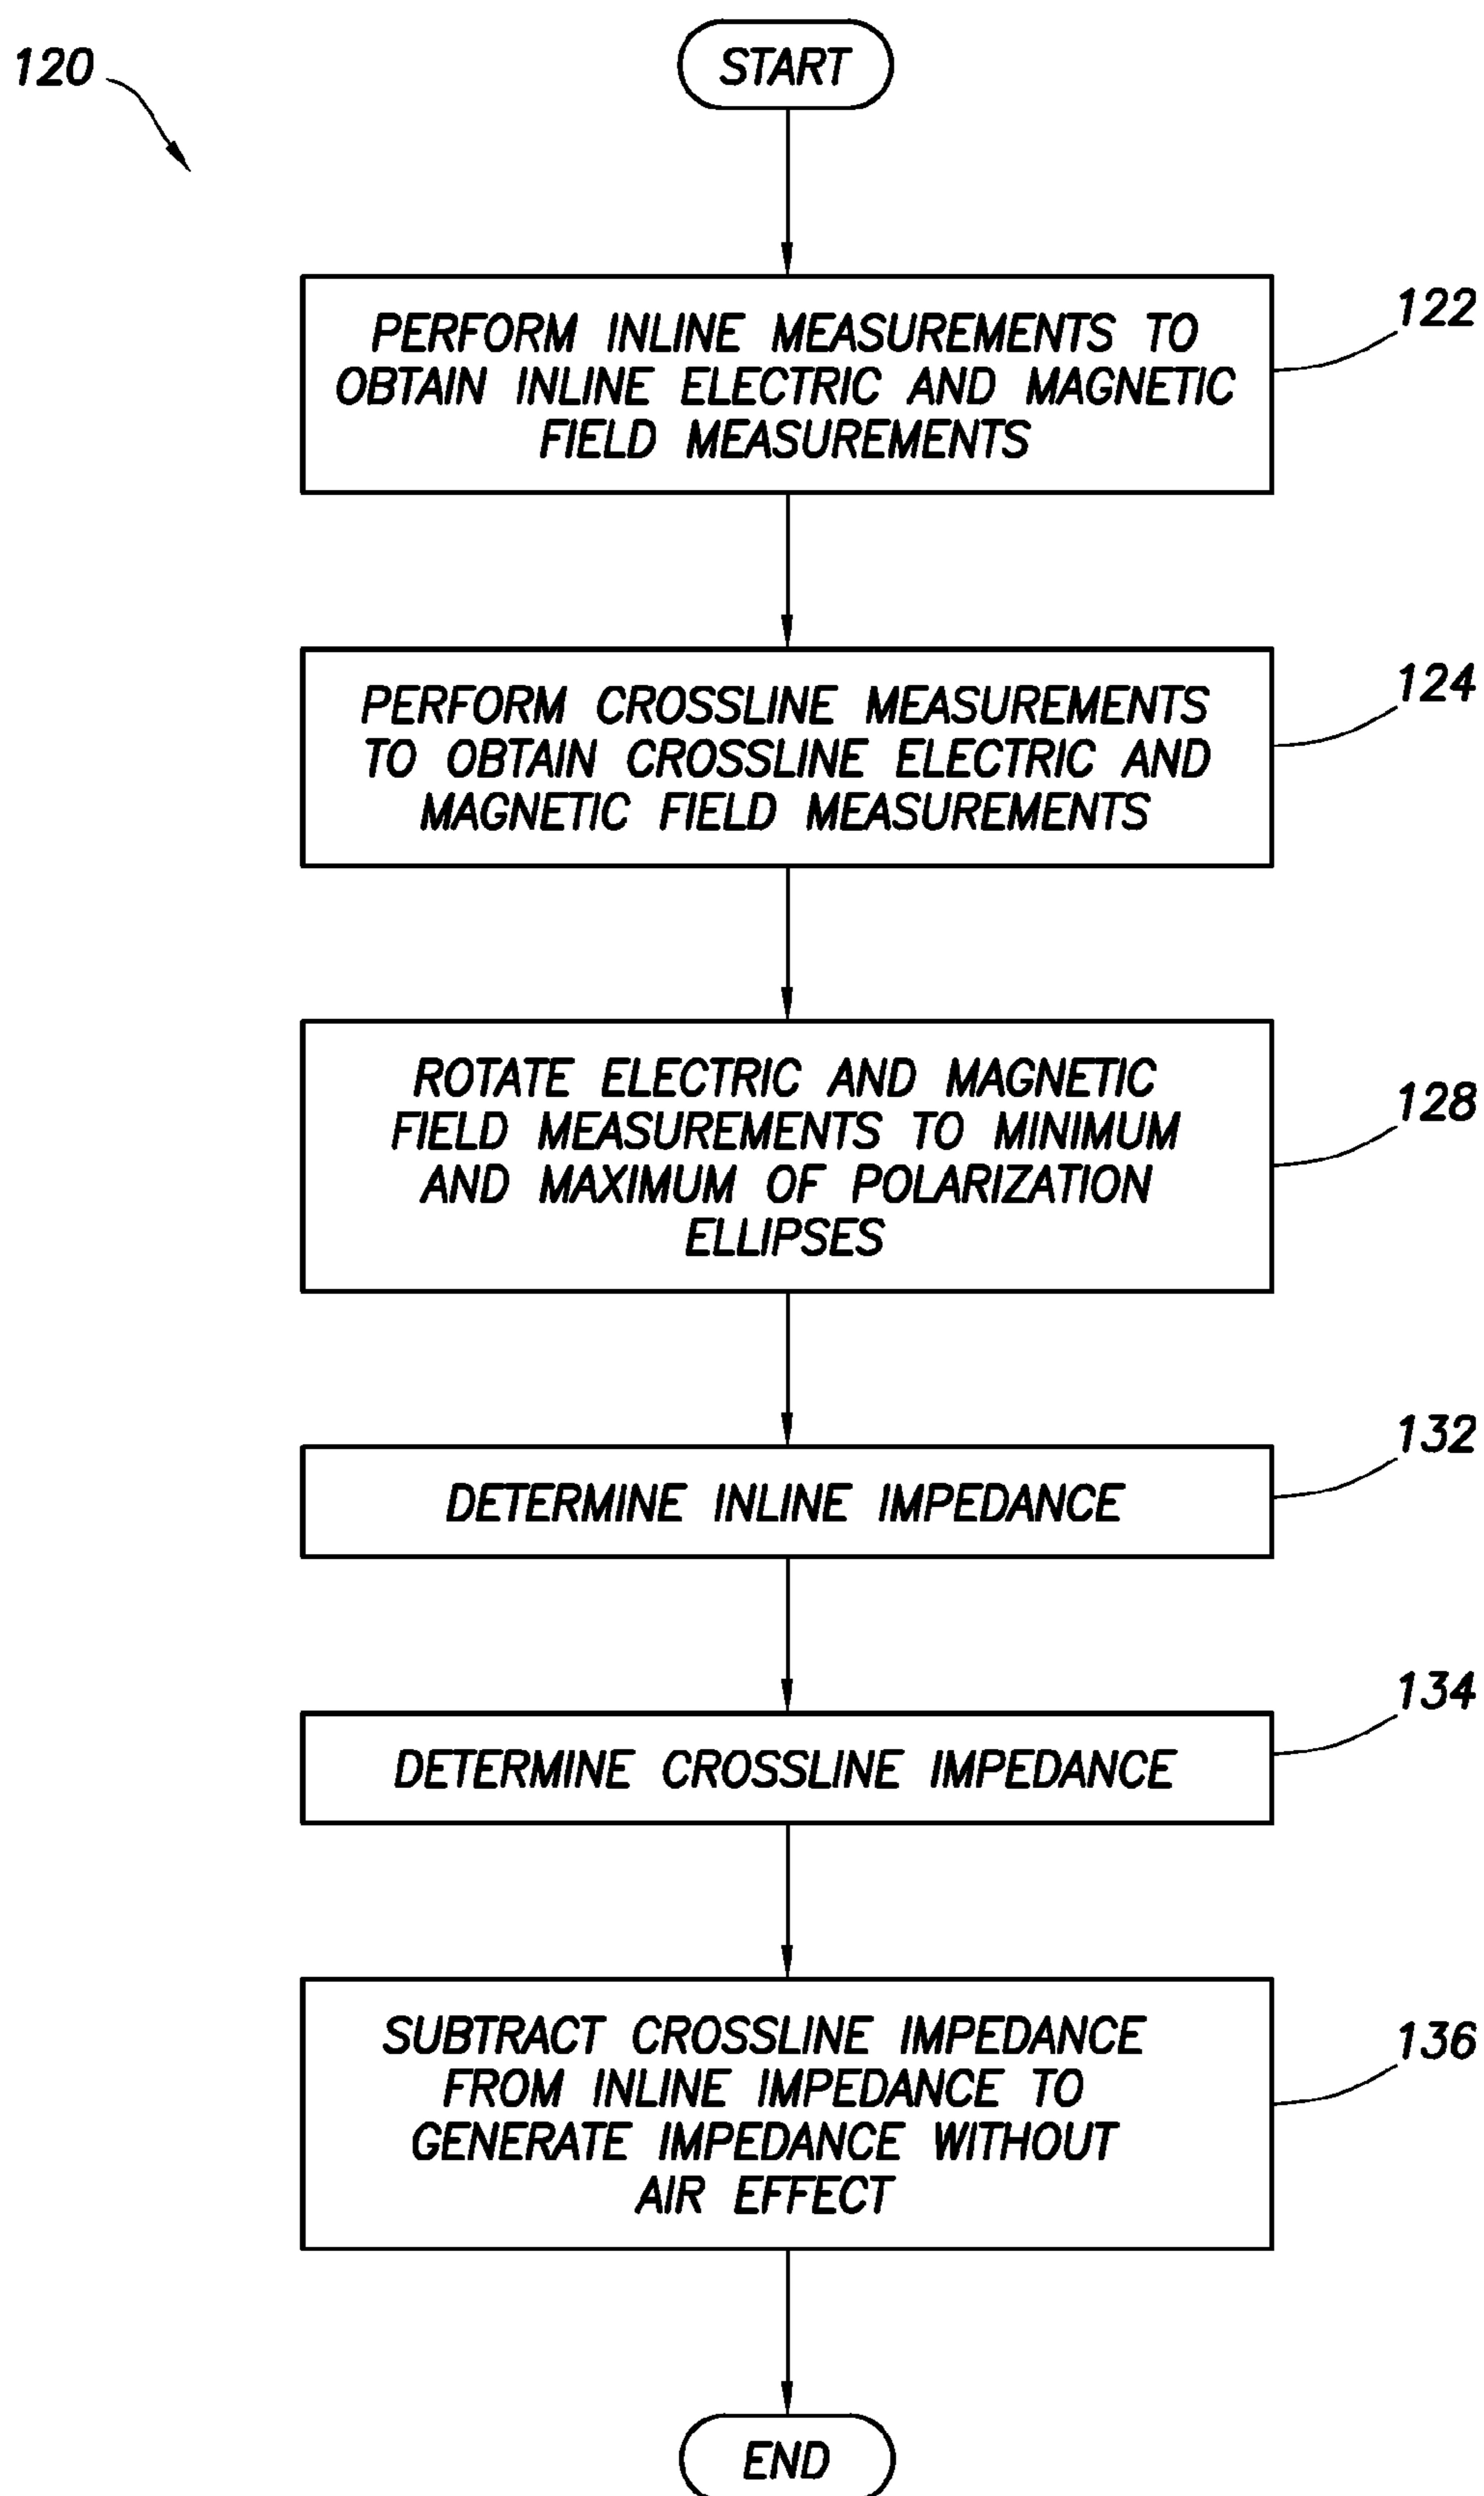 120
START
PERFORM INLINE MEASUREMENTS TO
OBTAIN INLINE ELECTRIC AND MAGNETIC
FIELD MEASUREMENTS
122
PERFORM CROSSLINE MEASUREMENTS
TO OBTAIN CROSSLINE ELECTRIC AND
MAGNETIC FIELD MEASUREMENTS
124
ROTATE ELECTRIC AND MAGNETIC
FIELD MEASUREMENTS TO MINIMUM
AND MAXIMUM OF POLARIZATION
ELLIPSES
128
DETERMINE INLINE IMPEDANCE
132
DETERMINE CROSSLINE IMPEDANCE
134
SUBTRACT CROSSLINE IMPEDANCE
FROM INLINE IMPEDANCE TO
GENERATE IMPEDANCE WITHOUT
AIR EFFECT
136
END